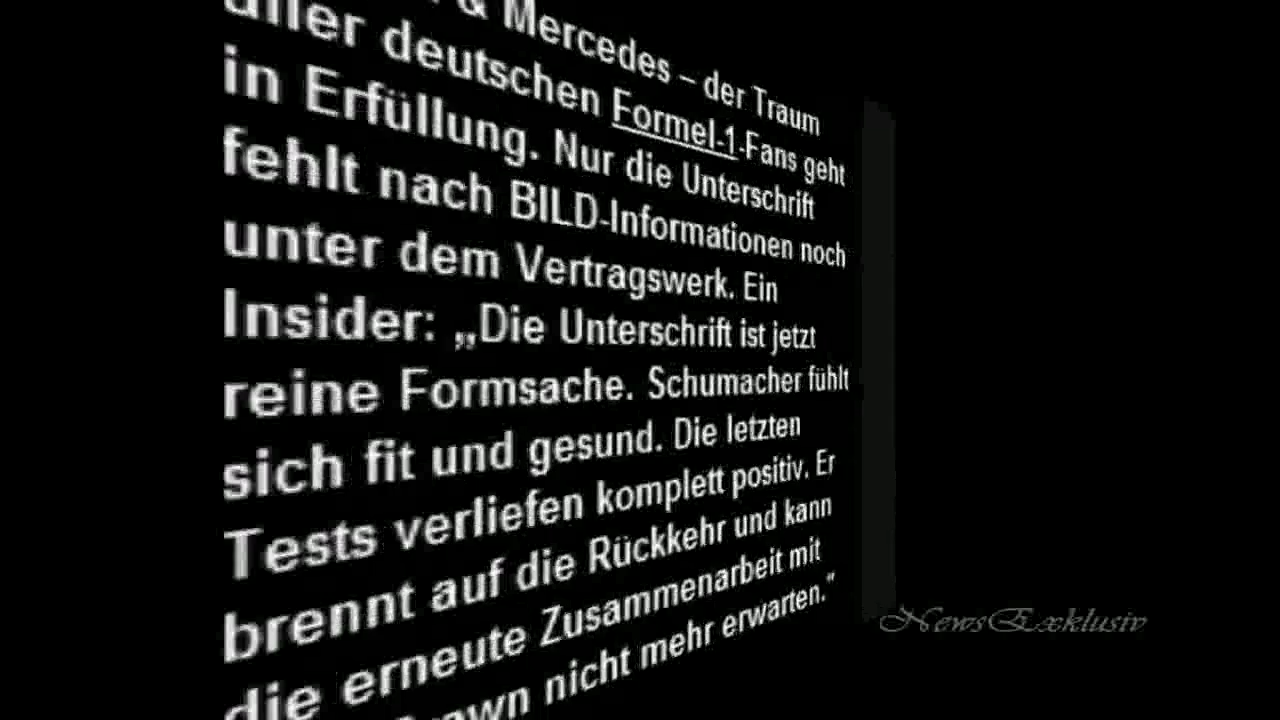 & Mercedes – der Traum
aller deutschen Formel-1-Fans geht
in Erfüllung. Nur die Unterschrift
fehlt nach BILD-Informationen noch
unter dem Vertragswerk. Ein
Insider: „Die Unterschrift ist jetzt
reine Formsache. Schumacher fühlt
sich fit und gesund. Die letzten
Tests verliefen komplett positiv. Er
brennt auf die Rückkehr und kann
die erneute Zusammenarbeit mit
nicht mehr erwarten.”
NewsExklusiv